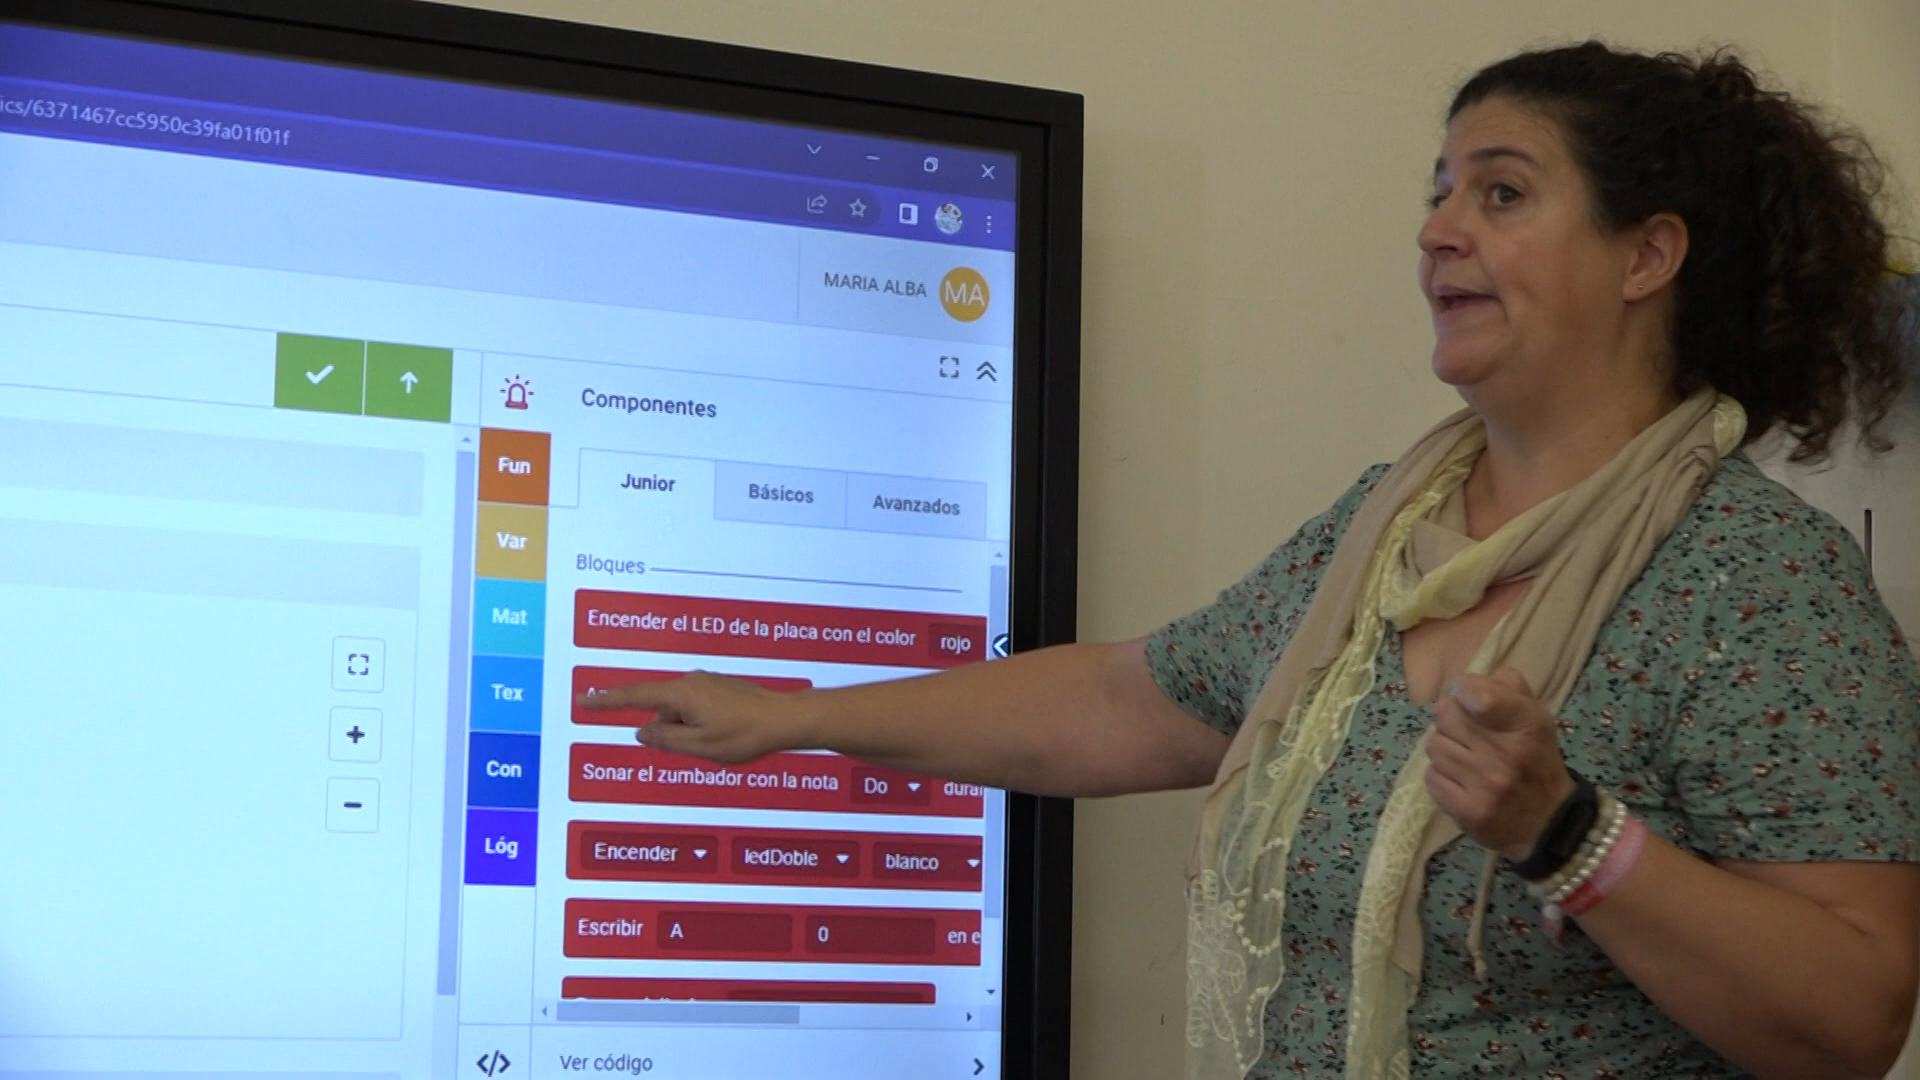 ics/6371467cc5950c39fa01f01f
MARIA ALBA MA
Componentes
Fun
Junior Básicos Avanzados
Var
Bloques
Mat
Encender el LED de la placa con el color rojo
Tex
Con
Sonar el zumbador con la nota Do
Lóg
Encender ledDoble blanco
Escribir A 0 en e
</> Ver código